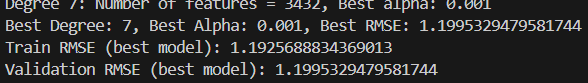 Degree 7: Number of features = 3432, Best alpha: 0.001
Best Degree: 7, Best Alpha: 0.001, Best RMSE: 1.1995329479581744
Train RMSE (best model): 1.1925688834369013
Validation RMSE (best model): 1.1995329479581744